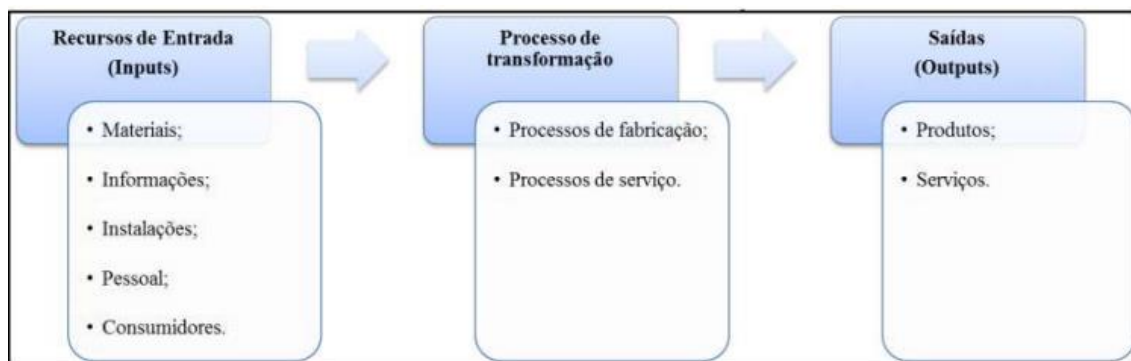 Recursos de Entrada
(Inputs)
• Materiais;
• Informações;
• Instalações;
• Pessoal;
• Consumidores.
Processo de
transformação
• Processos de fabricação;
• Processos de serviço.
Saídas
(Outputs)
• Produtos;
• Serviços.